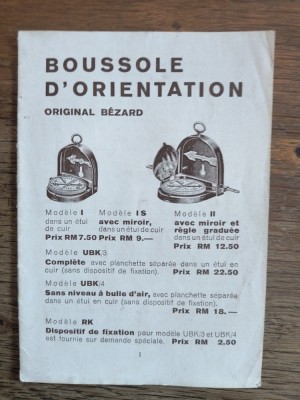 BOUSSOLE
D'ORIENTATION
ORIGINAL BÉZARD
Modèle I
dans un étui
de cuir
Prix RM 7.50
Modèle IS
avec miroir,
dans un étui de cuir
Prix RM 9.—
Modèle II
avec miroir et
règle graduée
dans un étui de cuir
Prix RM 12.50
Modèle UBK/3
Complète avec planchette séparée dans un étui en
cuir (sans dispositif de fixation). Prix RM 22.50
Modèle UBK/4
Sans niveau à bulle d'air, avec planchette séparée
dans un étui en cuir (sans dispositif de fixation).
Prix RM 18.—
Modèle RK
Dispositif de fixation pour modèle UBK/3 et UBK/4
est fournie sur demande spéciale. Prix RM 2.50
1